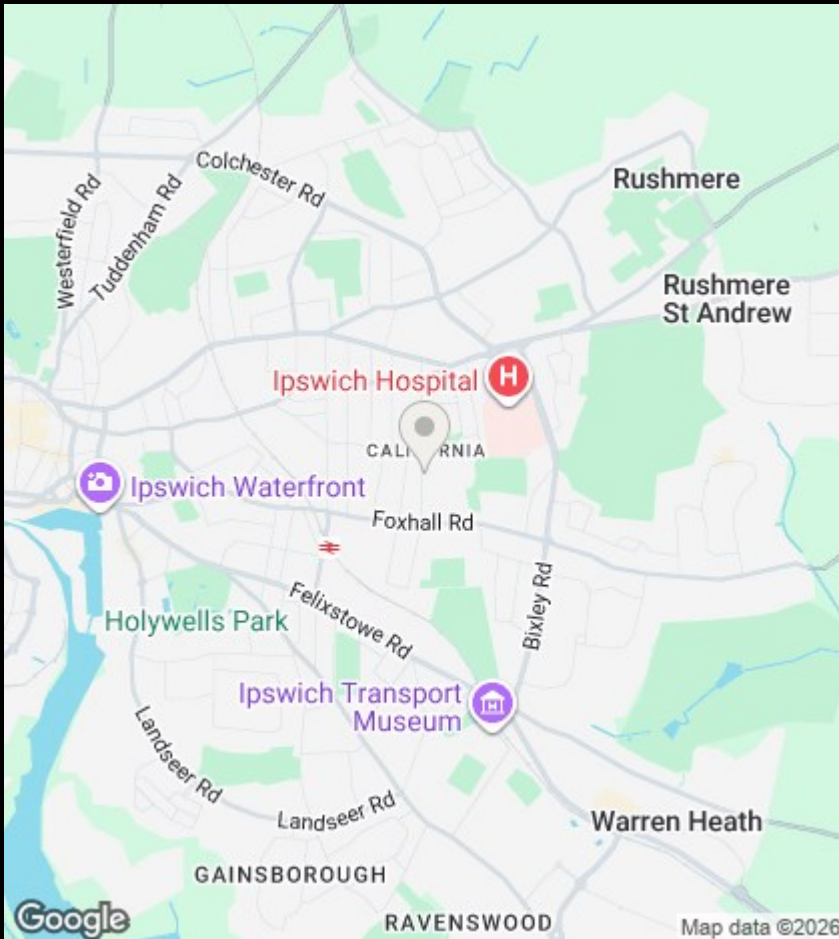 Colchester Rd
Rushmere
Westerfield Rd
Tuddenham Rd
Rushmere
St Andrew
Ipswich Hospital
H
CALIFORNIA
Ipswich Waterfront
Foxhall Rd
Bixley Rd
Felixstowe Rd
Holywells Park
Ipswich Transport
Museum
Landseer Rd
Landseer Rd
Warren Heath
GAINSBOROUGH
RAVENSWOOD
Google
Map data ©2026